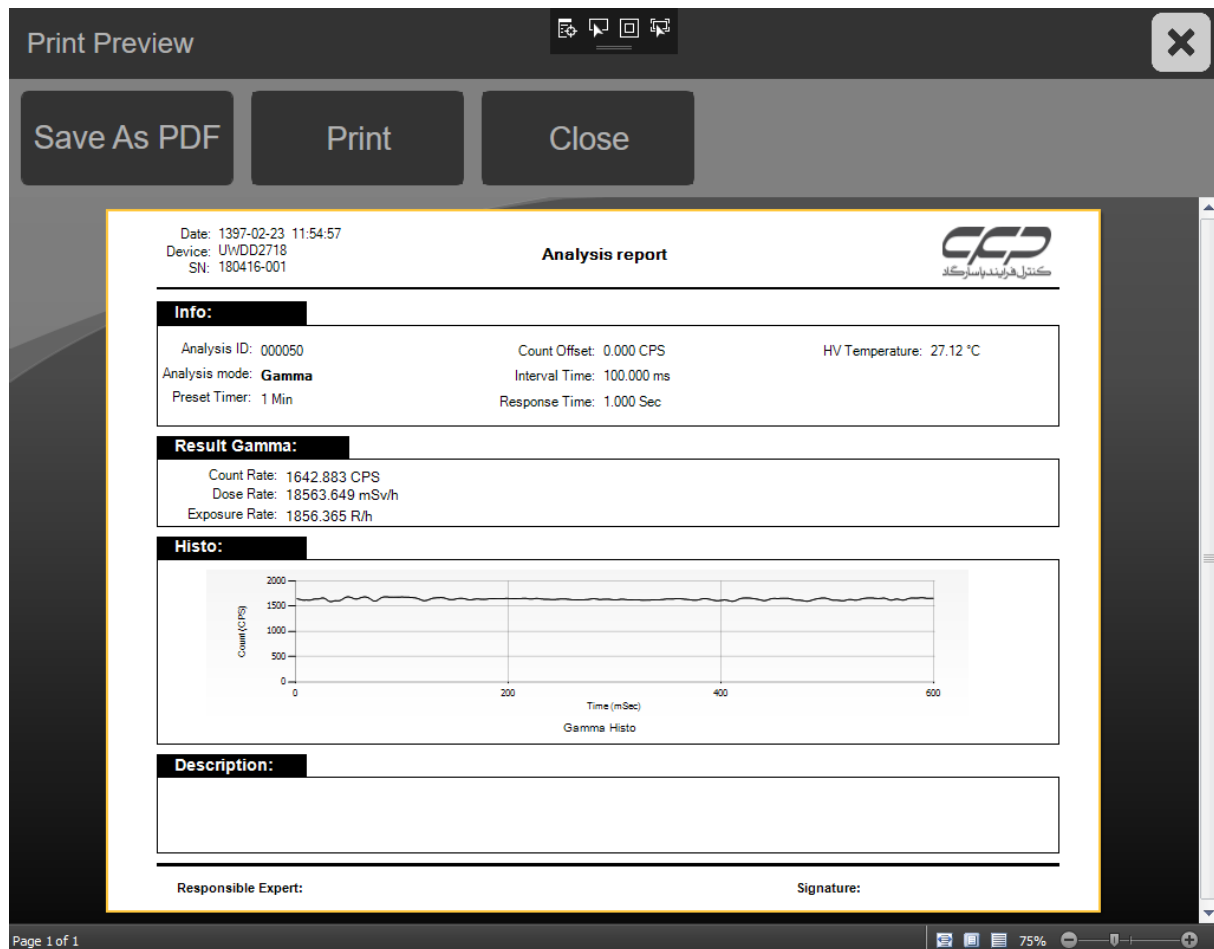 Print Preview
Save As PDF
Print
Close
Date: 1397-02-23 11:54:57
Device: UWDD2718
SN: 180416-001
Analysis report
کنترل فرایند پاسارگاد
Info:
Analysis ID: 000050
Count Offset: 0.000 CPS
HV Temperature: 27.12 °C
Analysis mode: Gamma
Interval Time: 100.000 ms
Preset Timer: 1 Min
Response Time: 1.000 Sec
Result Gamma:
Count Rate: 1642.883 CPS
Dose Rate: 18563.649 mSv/h
Exposure Rate: 1856.365 R/h
Histo:
Count (CPS)
2000
1500
1000
500
0
0 200 400 600
Time (mSec)
Gamma Histo
Description:
Responsible Expert:
Signature:
Page 1 of 1
75%